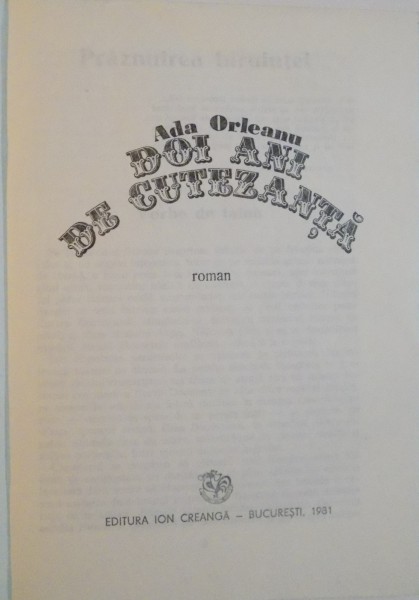 Ada Orleanu
DOI ANI
DE CUTEZANȚĂ
roman
EDITURA ION CREANGĂ – BUCUREȘTI, 1981